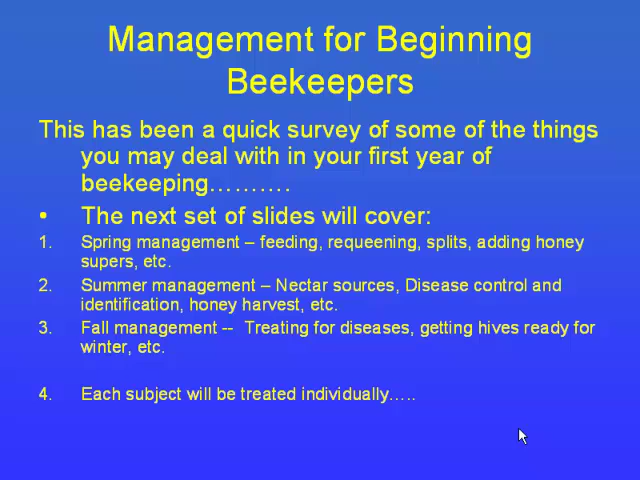 Management for Beginning
Beekeepers
This has been a quick survey of some of the things
you may deal with in your first year of
beekeeping……….
• The next set of slides will cover:
1. Spring management – feeding, requeening, splits, adding honey
supers, etc.
2. Summer management – Nectar sources, Disease control and
identification, honey harvest, etc.
3. Fall management -- Treating for diseases, getting hives ready for
winter, etc.
4. Each subject will be treated individually…..